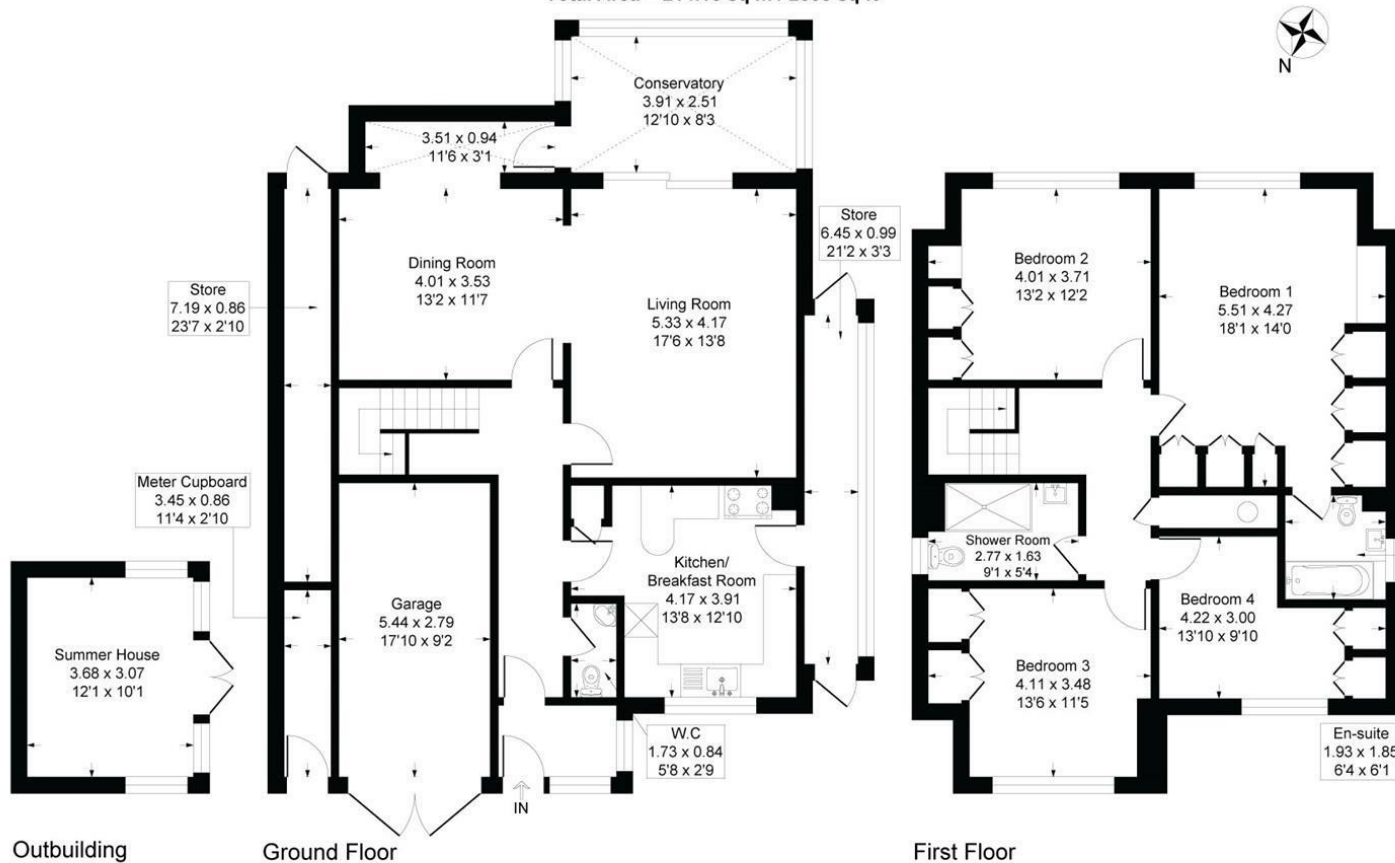 N
Conservatory
3.91 x 2.51
12'10 x 8'3
3.51 x 0.94
11'6 x 3'1
Store
6.45 x 0.99
21'2 x 3'3
Dining Room
4.01 x 3.53
13'2 x 11'7
Living Room
5.33 x 4.17
17'6 x 13'8
Store
7.19 x 0.86
23'7 x 2'10
Bedroom 2
4.01 x 3.71
13'2 x 12'2
Bedroom 1
5.51 x 4.27
18'1 x 14'0
Meter Cupboard
3.45 x 0.86
11'4 x 2'10
Kitchen/
Breakfast Room
4.17 x 3.91
13'8 x 12'10
Shower Room
2.77 x 1.63
9'1 x 5'4
Garage
5.44 x 2.79
17'10 x 9'2
Summer House
3.68 x 3.07
12'1 x 10'1
Bedroom 4
4.22 x 3.00
13'10 x 9'10
Bedroom 3
4.11 x 3.48
13'6 x 11'5
W.C
1.73 x 0.84
5'8 x 2'9
En-suite
1.93 x 1.85
6'4 x 6'1
IN
Outbuilding
Ground Floor
First Floor